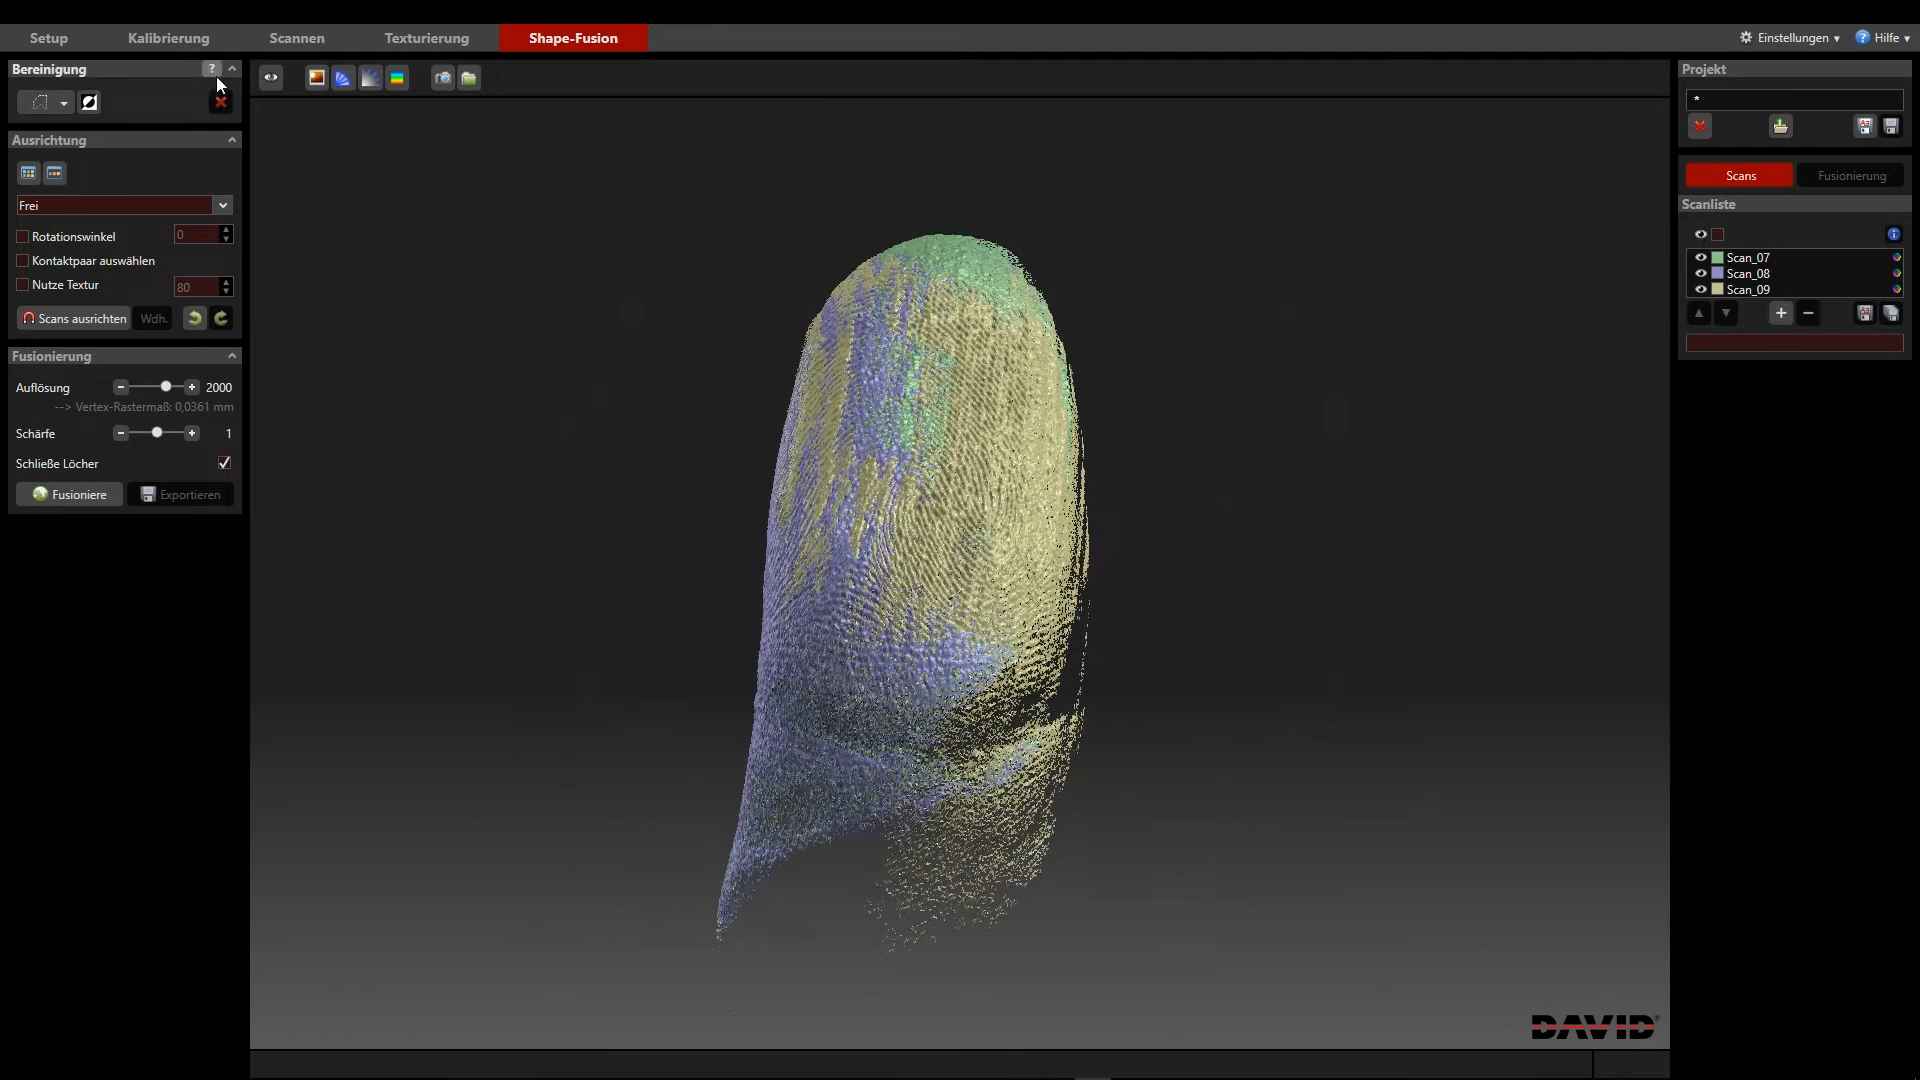 Setup Kalibrierung Scannen Texturierung Shape-Fusion Einstellungen Hilfe
Bereinigung ?
Ausrichtung
Frei
Rotationswinkel 0
Kontaktpaar auswählen
Nutze Textur 80
Scans ausrichten Wdh.
Fusionierung
Auflösung 2000
--> Vertex-Rastermaß: 0,0361 mm
Schärfe 1
Schließe Löcher
Fusioniere Exportieren
Projekt
*
Scans Fusionierung
Scanliste
Scan_07
Scan_08
Scan_09
DAVID